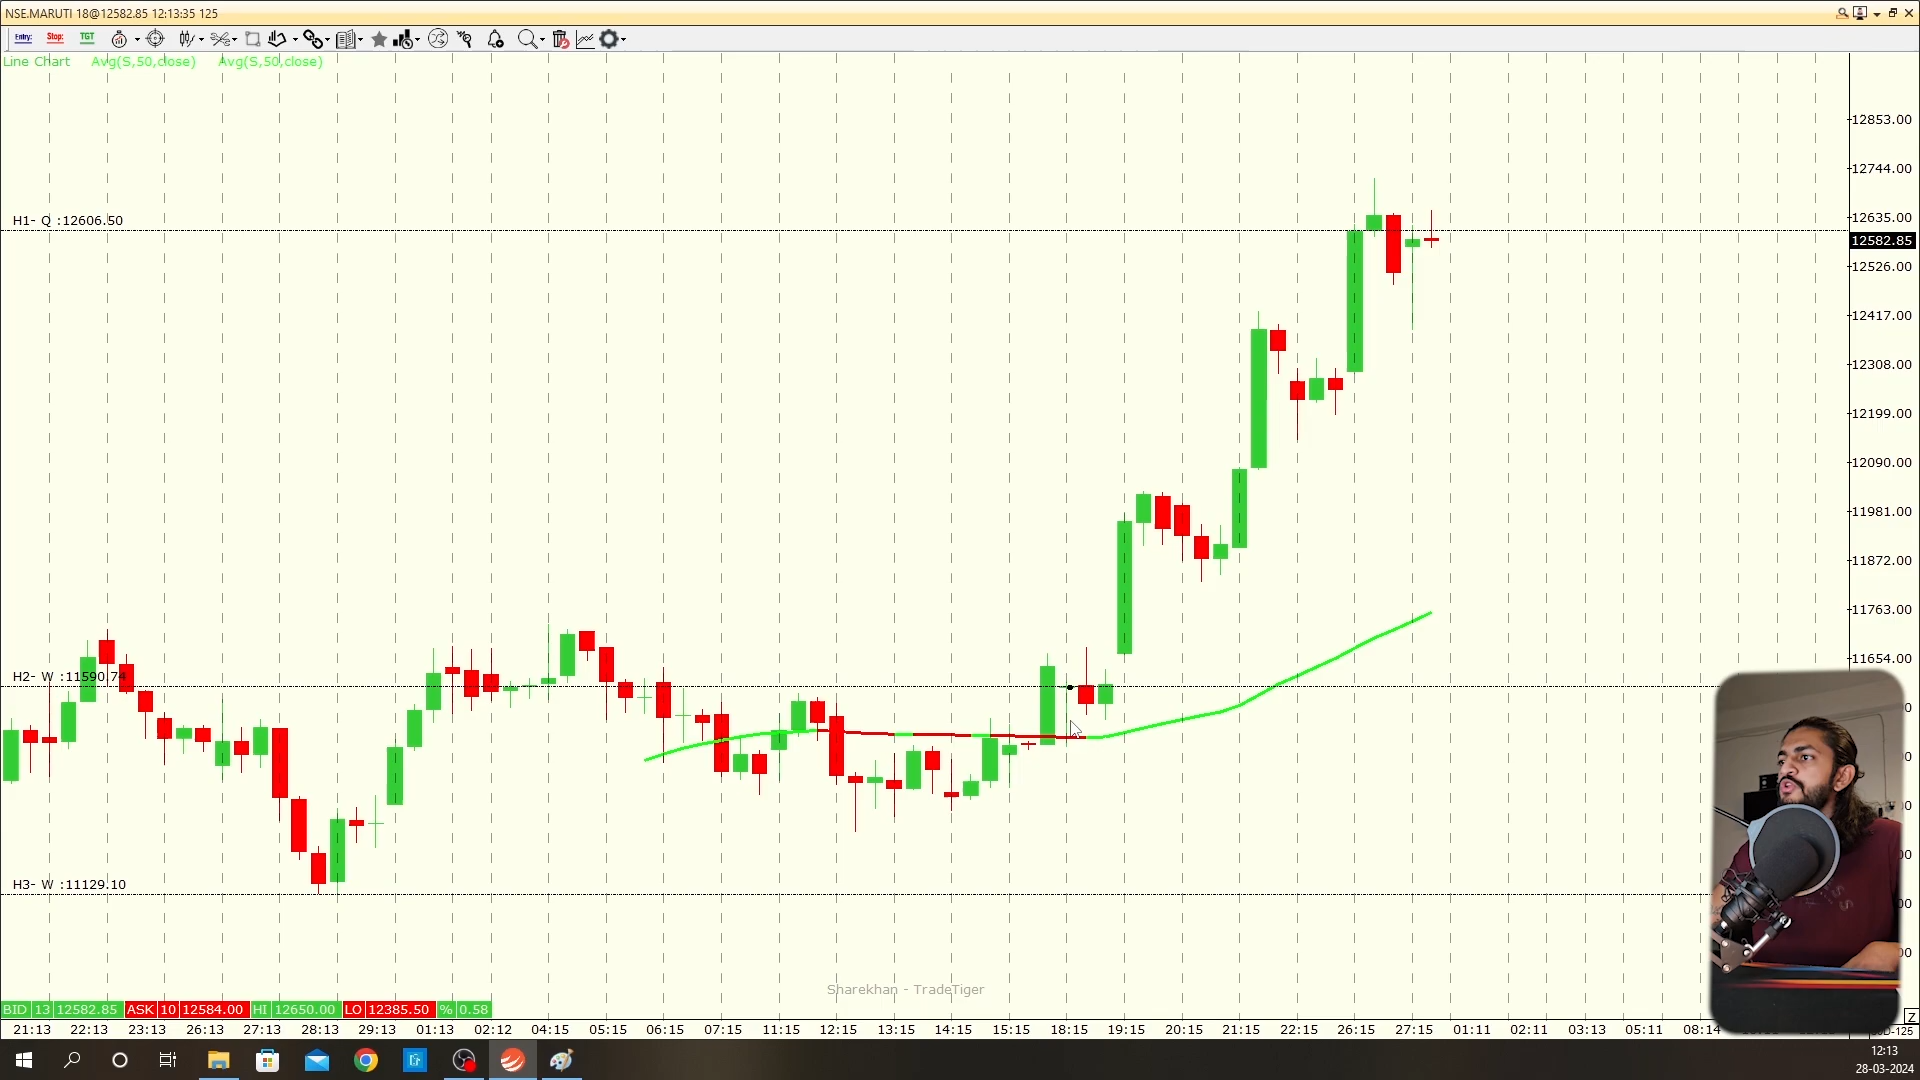 NSE.MARUTI 18@12582.85 12:13:35 125
Entry: Stop: TGT
Line Chart Avg(S,50,close) Avg(S,50,close)
12853.00
12744.00
H1- Q :12606.50
12635.00
12582.85
12526.00
12417.00
12308.00
12199.00
12090.00
11981.00
11872.00
11763.00
11654.00
H2- W :11590.74
H3- W :11129.10
Sharekhan - TradeTiger
BID 13 12582.85 ASK 10 12584.00 HI 12650.00 LO 12385.50 % 0.58
Z
21:13 22:13 23:13 26:13 27:13 28:13 29:13 01:13 02:12 04:15 05:15 06:15 07:15 11:15 12:15 13:15 14:15 15:15 18:15 19:15 20:15 21:15 22:15 26:15 27:15 01:11 02:11 03:13 05:11 08:14
12:13
28-03-2024